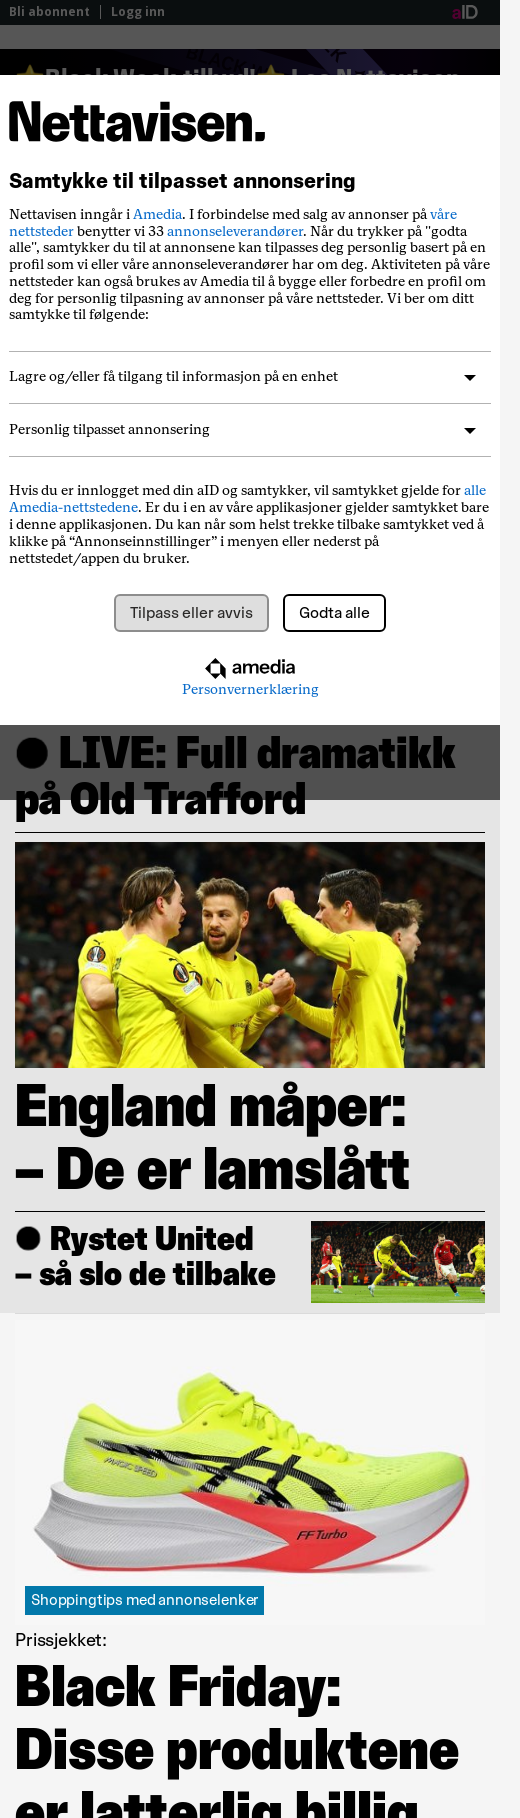 Bli abonnent | Logg inn
aID
Nettavisen.
Samtykke til tilpasset annonsering
Nettavisen inngår i Amedia. I forbindelse med salg av annonser på våre
nettsteder benytter vi 33 annonseleverandører. Når du trykker på "godta
alle", samtykker du til at annonsene kan tilpasses deg personlig basert på en
profil som vi eller våre annonseleverandører har om deg. Aktiviteten på våre
nettsteder kan også brukes av Amedia til å bygge eller forbedre en profil om
deg for personlig tilpasning av annonser på våre nettsteder. Vi ber om ditt
samtykke til følgende:
Lagre og/eller få tilgang til informasjon på en enhet
Personlig tilpasset annonsering
Hvis du er innlogget med din aID og samtykker, vil samtykket gjelde for alle
Amedia-nettstedene. Er du i en av våre applikasjoner gjelder samtykket bare
i denne applikasjonen. Du kan når som helst trekke tilbake samtykket ved å
klikke på “Annonseinnstillinger” i menyen eller nederst på
nettstedet/appen du bruker.
Tilpass eller avvis
Godta alle
amedia
Personvernerklæring
LIVE: Full dramatikk
på Old Trafford
England måper:
– De er lamslått
Rystet United
– så slo de tilbake
MAGIC SPEED
FF Turbo
Shoppingtips med annonselenker
Prissjekket:
Black Friday:
Disse produktene
er latterlig billig